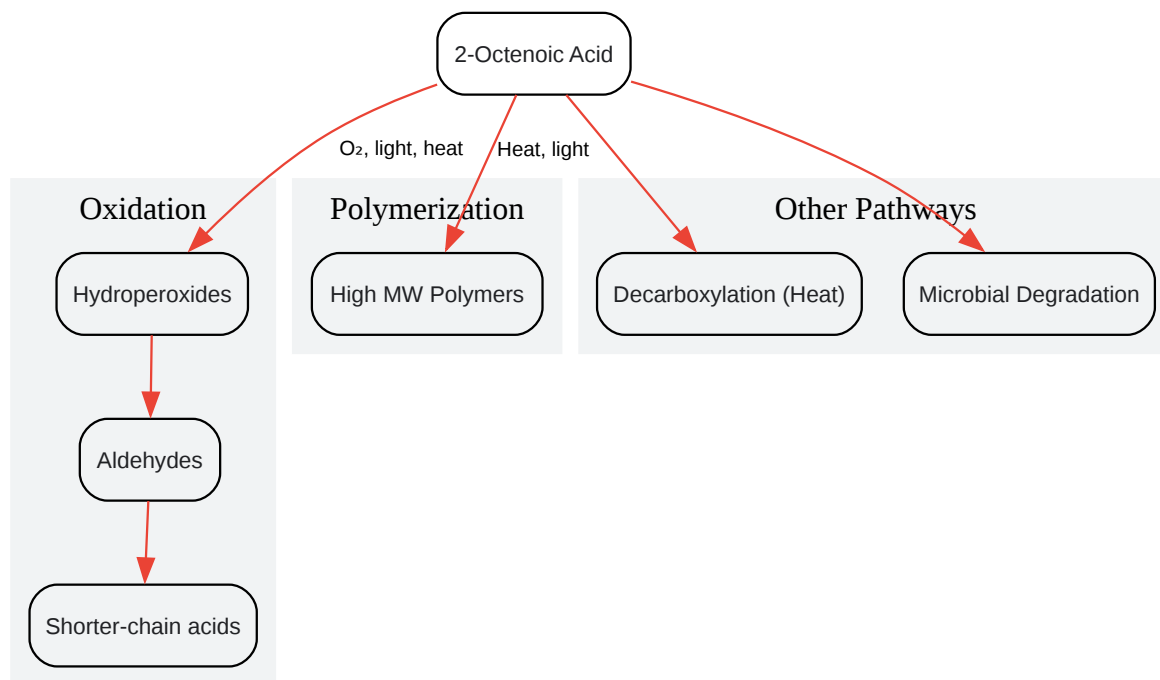 2-Octenoic Acid
O₂, light, heat
Heat, light
Oxidation
Polymerization
Other Pathways
Hydroperoxides
High MW Polymers
Decarboxylation (Heat)
Microbial Degradation
Aldehydes
Shorter-chain acids